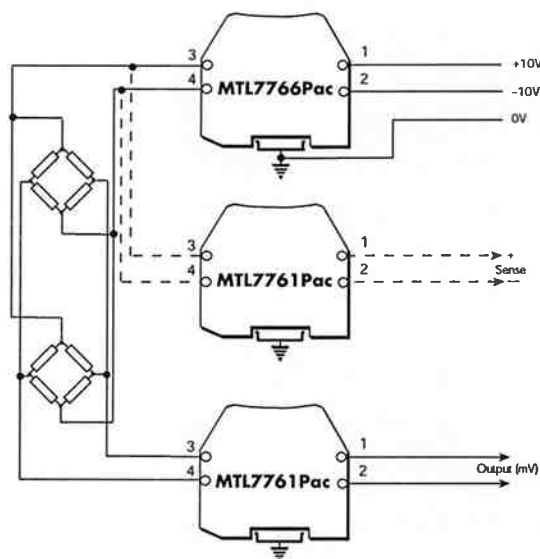 3
1
+10V
4
MTL7766Pac
2
–10V
0V
3
1
+
4
MTL7761Pac
2
Sense
–
3
1
4
MTL7761Pac
2
Output (mV)